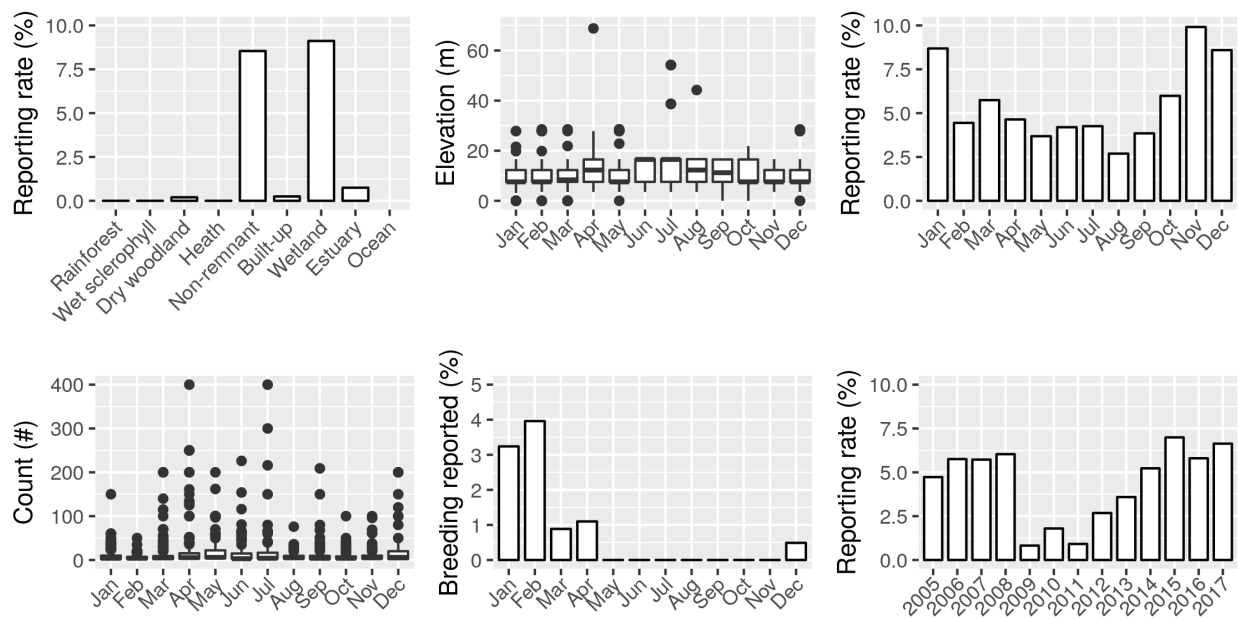 Reporting rate (%)
10.0
7.5
5.0
2.5
0.0
Rainforest
Wet sclerophyll
Dry woodland
Heath
Non-remnant
Built-up
Wetland
Estuary
Ocean
Elevation (m)
60
40
20
0
Jan Feb Mar Apr May Jun Jul Aug Sep Oct Nov Dec
Reporting rate (%)
10.0
7.5
5.0
2.5
0.0
Jan Feb Mar Apr May Jun Jul Aug Sep Oct Nov Dec
Count (#)
400
300
200
100
0
Jan Feb Mar Apr May Jun Jul Aug Sep Oct Nov Dec
Breeding reported (%)
5
4
3
2
1
0
Jan Feb Mar Apr May Jun Jul Aug Sep Oct Nov Dec
Reporting rate (%)
10.0
7.5
5.0
2.5
0.0
2005 2006 2007 2008 2009 2010 2011 2012 2013 2014 2015 2016 2017